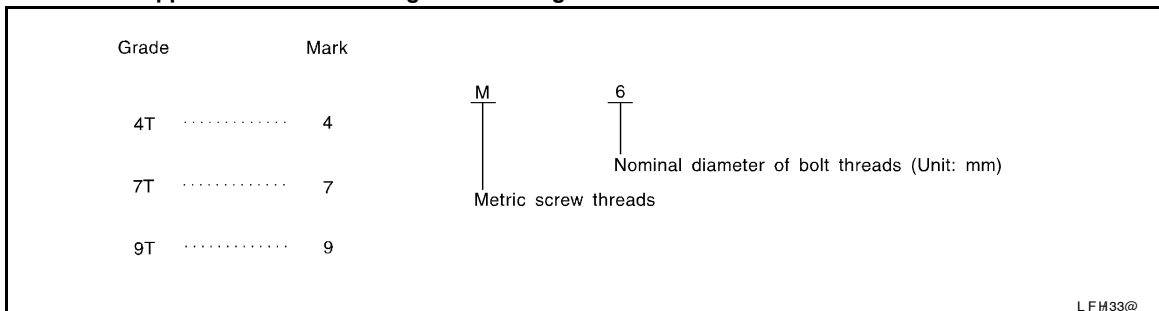 Grade Mark
M 6
4T ............. 4
Nominal diameter of bolt threads (Unit: mm)
7T ............. 7
Metric screw threads
9T ............. 9
LFH33@